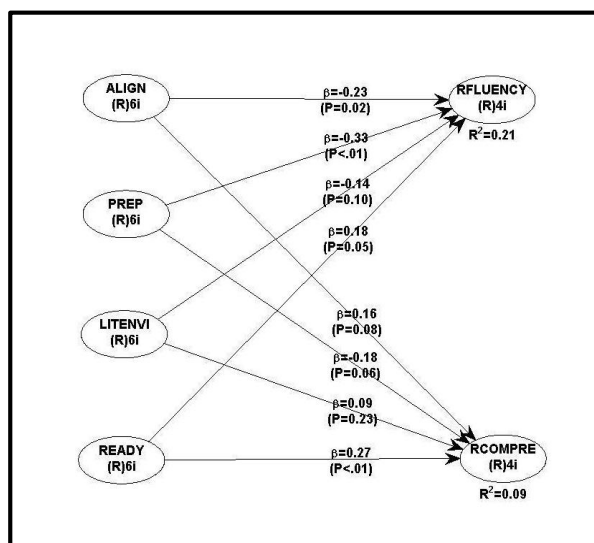 ALIGN
(R)6i
β=-0.23
(P=0.02)
RFLUENCY
(R)4i
R²=0.21
β=-0.33
(P<.01)
PREP
(R)6i
β=-0.14
(P=0.10)
β=0.18
(P=0.05)
LITENVI
(R)6i
β=0.16
(P=0.08)
β=-0.18
(P=0.06)
β=0.09
(P=0.23)
READY
(R)6i
β=0.27
(P<.01)
RCOMPRE
(R)4i
R²=0.09